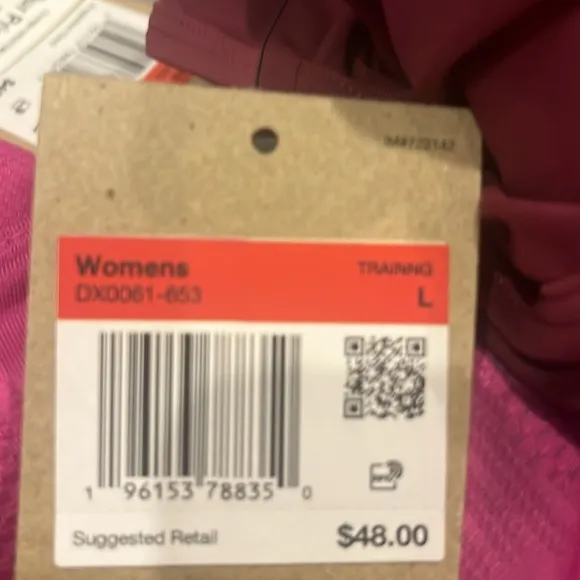 Womens
TRAINING
DX0061-653
L
1 96153 78835 0
Suggested Retail
$48.00